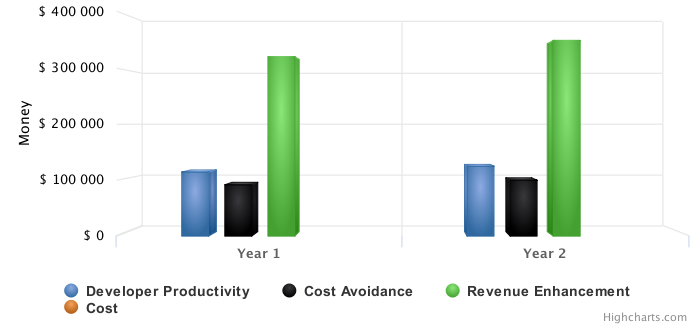 $ 400 000
$ 300 000
$ 200 000
$ 100 000
$ 0
Money
Year 1
Year 2
Developer Productivity
Cost Avoidance
Revenue Enhancement
Cost
Highcharts.com